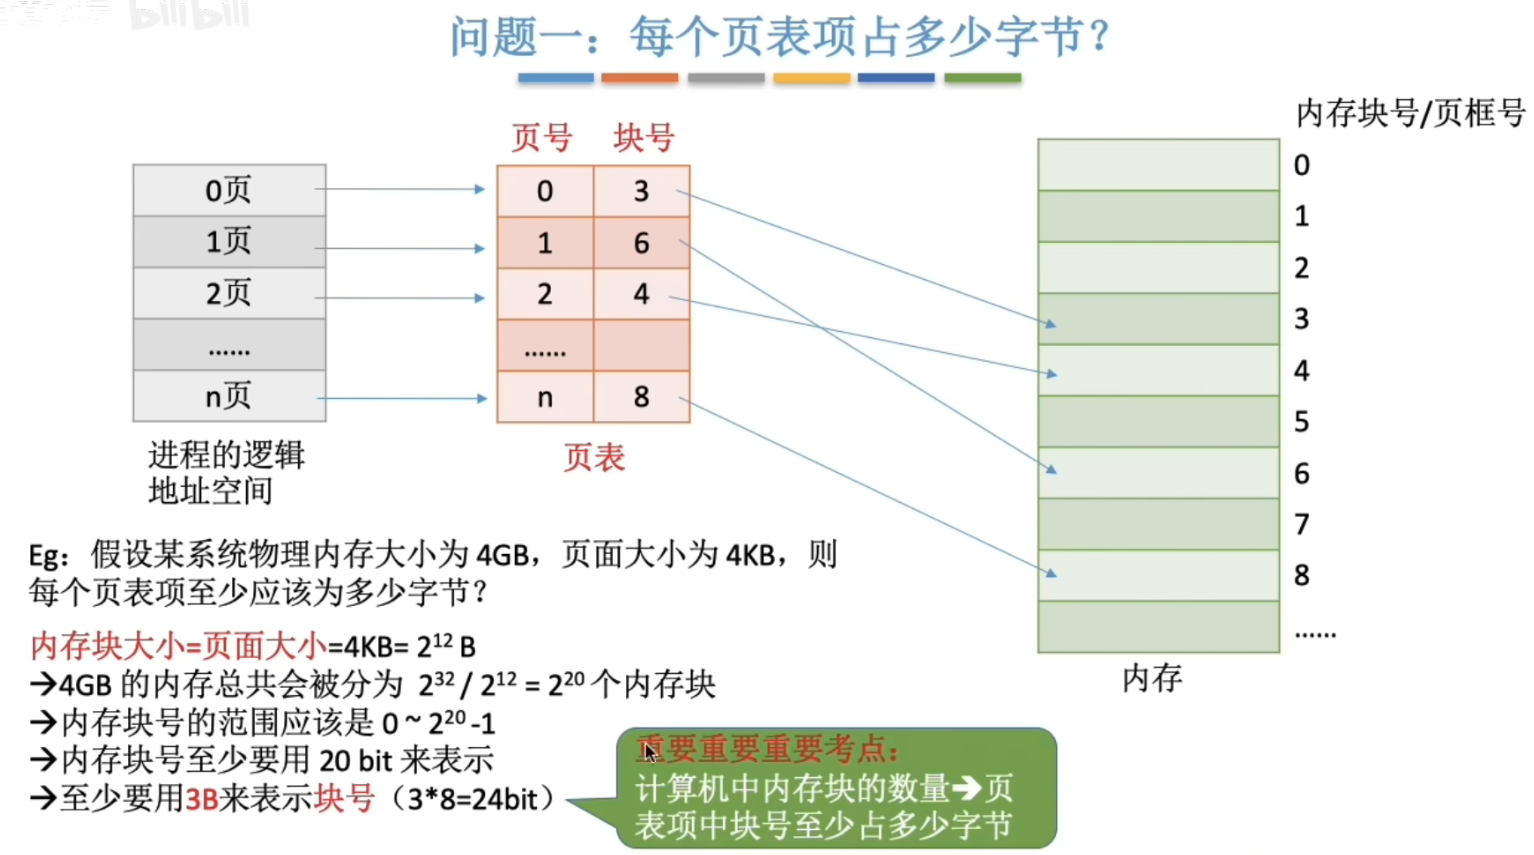 bilibili
问题一：每个页表项占多少字节？
内存块号/页框号
页号 块号
0页
1页
2页
......
n页
进程的逻辑
地址空间
0 3
1 6
2 4
......
n 8
页表
0
1
2
3
4
5
6
7
8
......
内存
Eg：假设某系统物理内存大小为 4GB，页面大小为 4KB，则
每个页表项至少应该为多少字节？
内存块大小=页面大小=4KB= 2¹² B
→4GB 的内存总共会被分为 2³² / 2¹² = 2²⁰ 个内存块
→内存块号的范围应该是 0 ~ 2²⁰ -1
→内存块号至少要用 20 bit 来表示
→至少要用3B来表示块号（3*8=24bit）
重要重要重要考点：
计算机中内存块的数量→页
表项中块号至少占多少字节